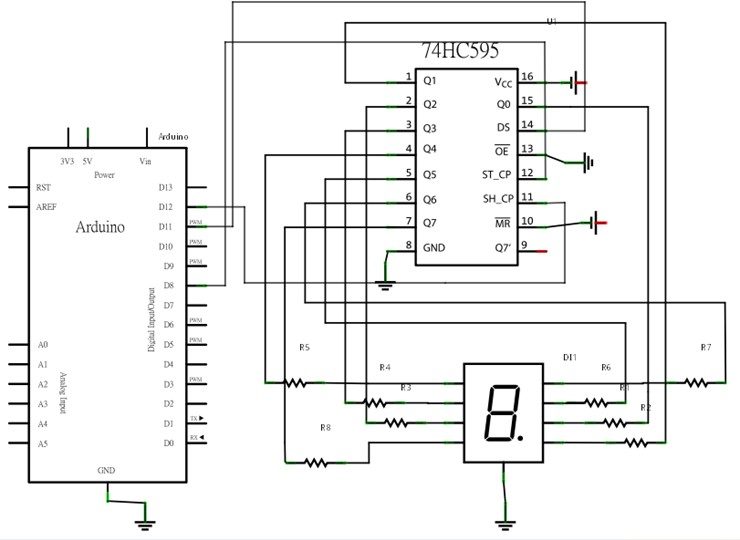 U1
74HC595
1 Q1 VCC 16
2 Q2 Q0 15
3 Q3 DS 14
4 Q4 OE 13
5 Q5 ST_CP 12
6 Q6 SH_CP 11
7 Q7 MR 10
8 GND Q7' 9
Arduino
3V3 5V Vin
Power
RST D13
AREF D12
Arduino
D11 PWM
D10 PWM
D9 PWM
D8
D7
D6 PWM
A0 D5 PWM
A1 D4
A2 D3 PWM
A3 D2
A4 D1 TX
A5 D0 RX
Analog Input
Digital Input/Output
GND
R5
R4
R3
R8
DI1
R6
R1
R2
R7